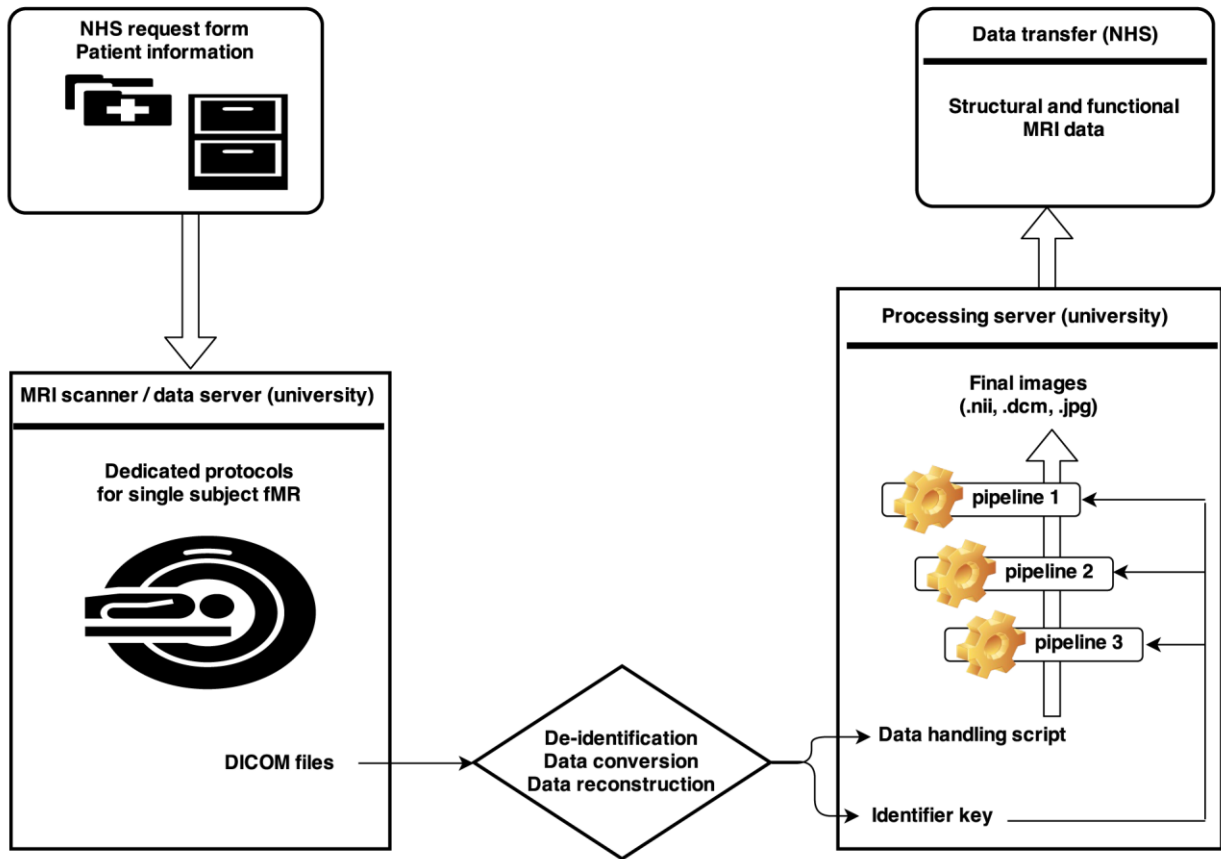 NHS request form
Patient information
MRI scanner / data server (university)
Dedicated protocols
for single subject fMR
DICOM files
De-identification
Data conversion
Data reconstruction
Data transfer (NHS)
Structural and functional
MRI data
Processing server (university)
Final images
(.nii, .dcm, .jpg)
pipeline 1
pipeline 2
pipeline 3
Data handling script
Identifier key